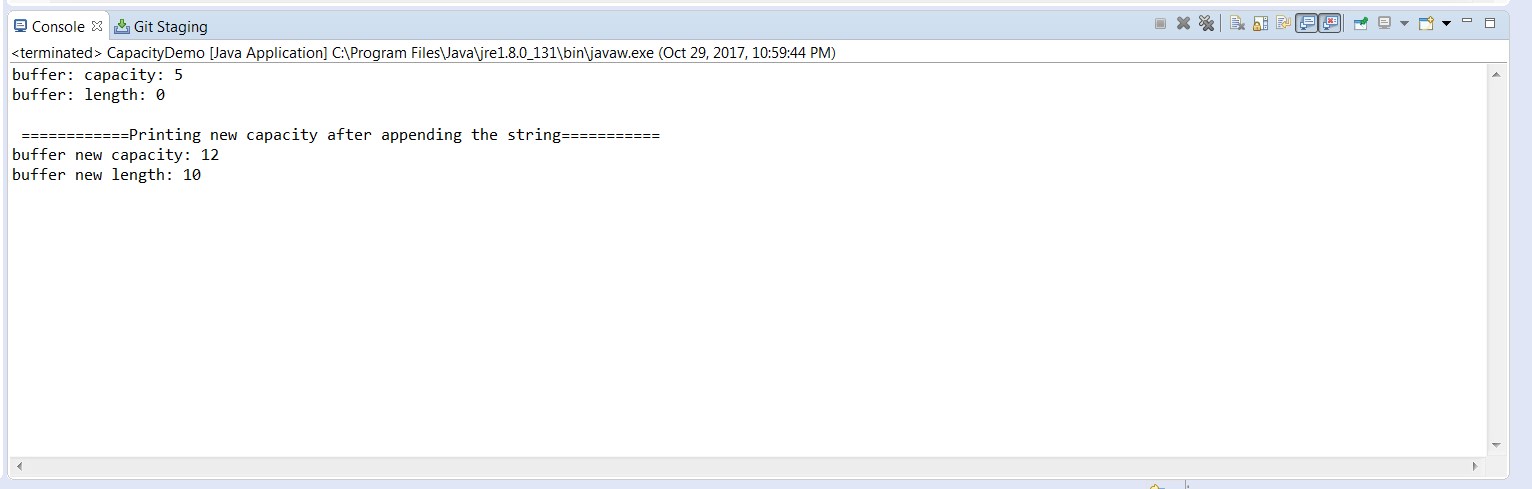 Console Git Staging
<terminated> CapacityDemo [Java Application] C:\Program Files\Java\jre1.8.0_131\bin\javaw.exe (Oct 29, 2017, 10:59:44 PM)
buffer: capacity: 5
buffer: length: 0
============Printing new capacity after appending the string===========
buffer new capacity: 12
buffer new length: 10